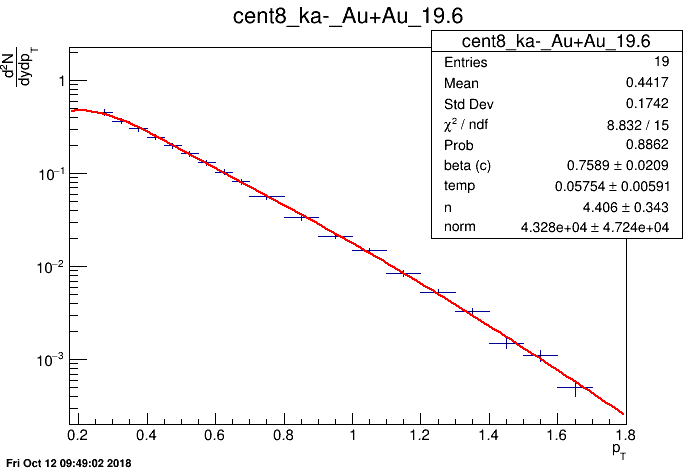 cent8_ka-_Au+Au_19.6
d²N
dydp_T
cent8_ka-_Au+Au_19.6
Entries 19
Mean 0.4417
Std Dev 0.1742
χ² / ndf 8.832 / 15
Prob 0.8862
beta (c) 0.7589 ± 0.0209
temp 0.05754 ± 0.00591
n 4.406 ± 0.343
norm 4.328e+04 ± 4.724e+04
1
10⁻¹
10⁻²
10⁻³
0.2 0.4 0.6 0.8 1 1.2 1.4 1.6 1.8
p_T
Fri Oct 12 09:49:02 2018